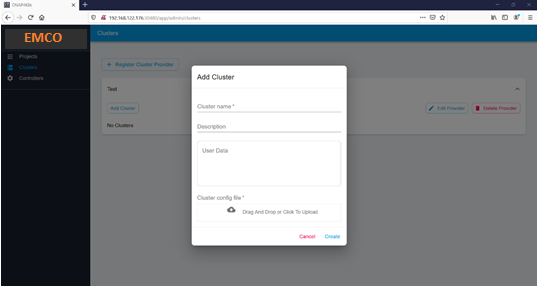 ONAP4K8s
192.168.122.576:30480/app/admin/clusters
EMCO
Clusters
Projects
Clusters
Controllers
+ Register Cluster Provider
Test
Add Cluster
Edit Provider
Delete Provider
No Clusters
Add Cluster
Cluster name *
Description
User Data
Cluster config file *
Drag And Drop or Click To Upload
Cancel
Create